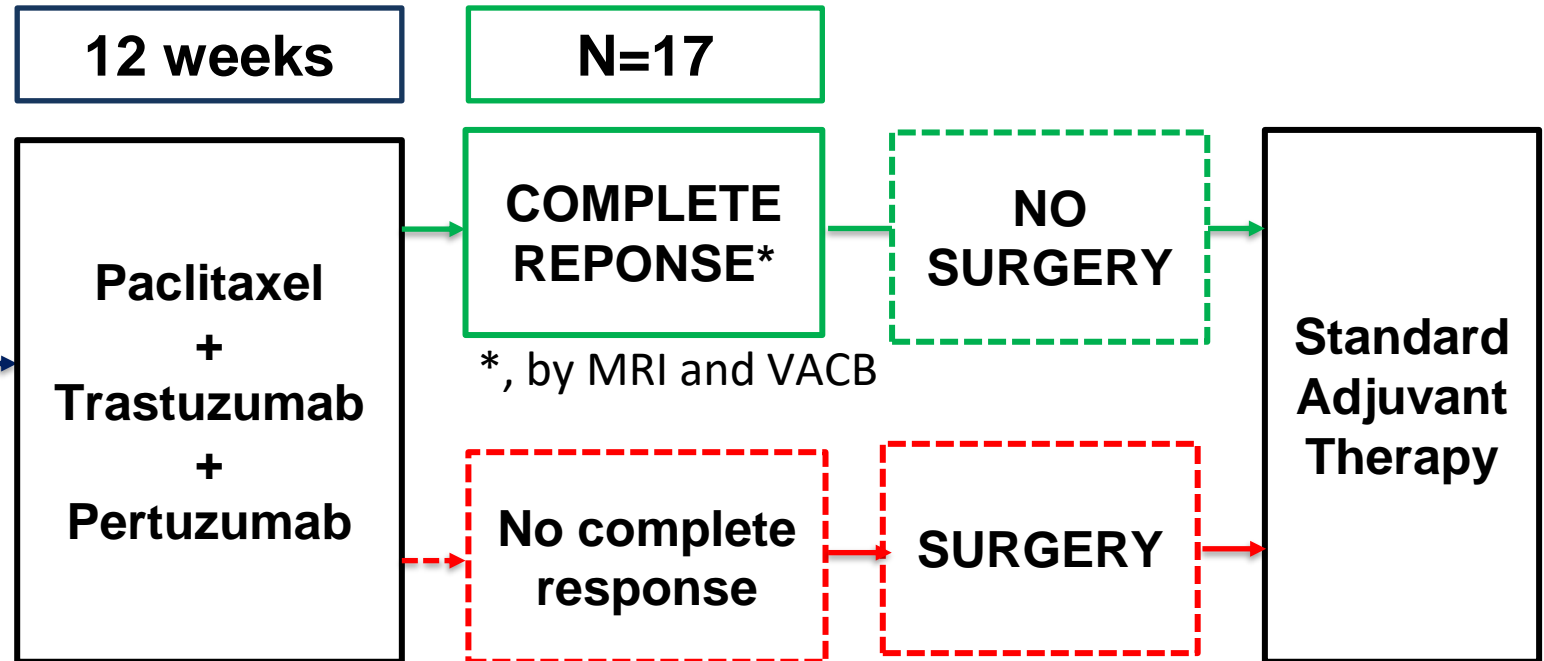 12 weeks
N=17
Paclitaxel
+
Trastuzumab
+
Pertuzumab
COMPLETE
REPONSE*
*, by MRI and VACB
NO
SURGERY
No complete
response
SURGERY
Standard
Adjuvant
Therapy